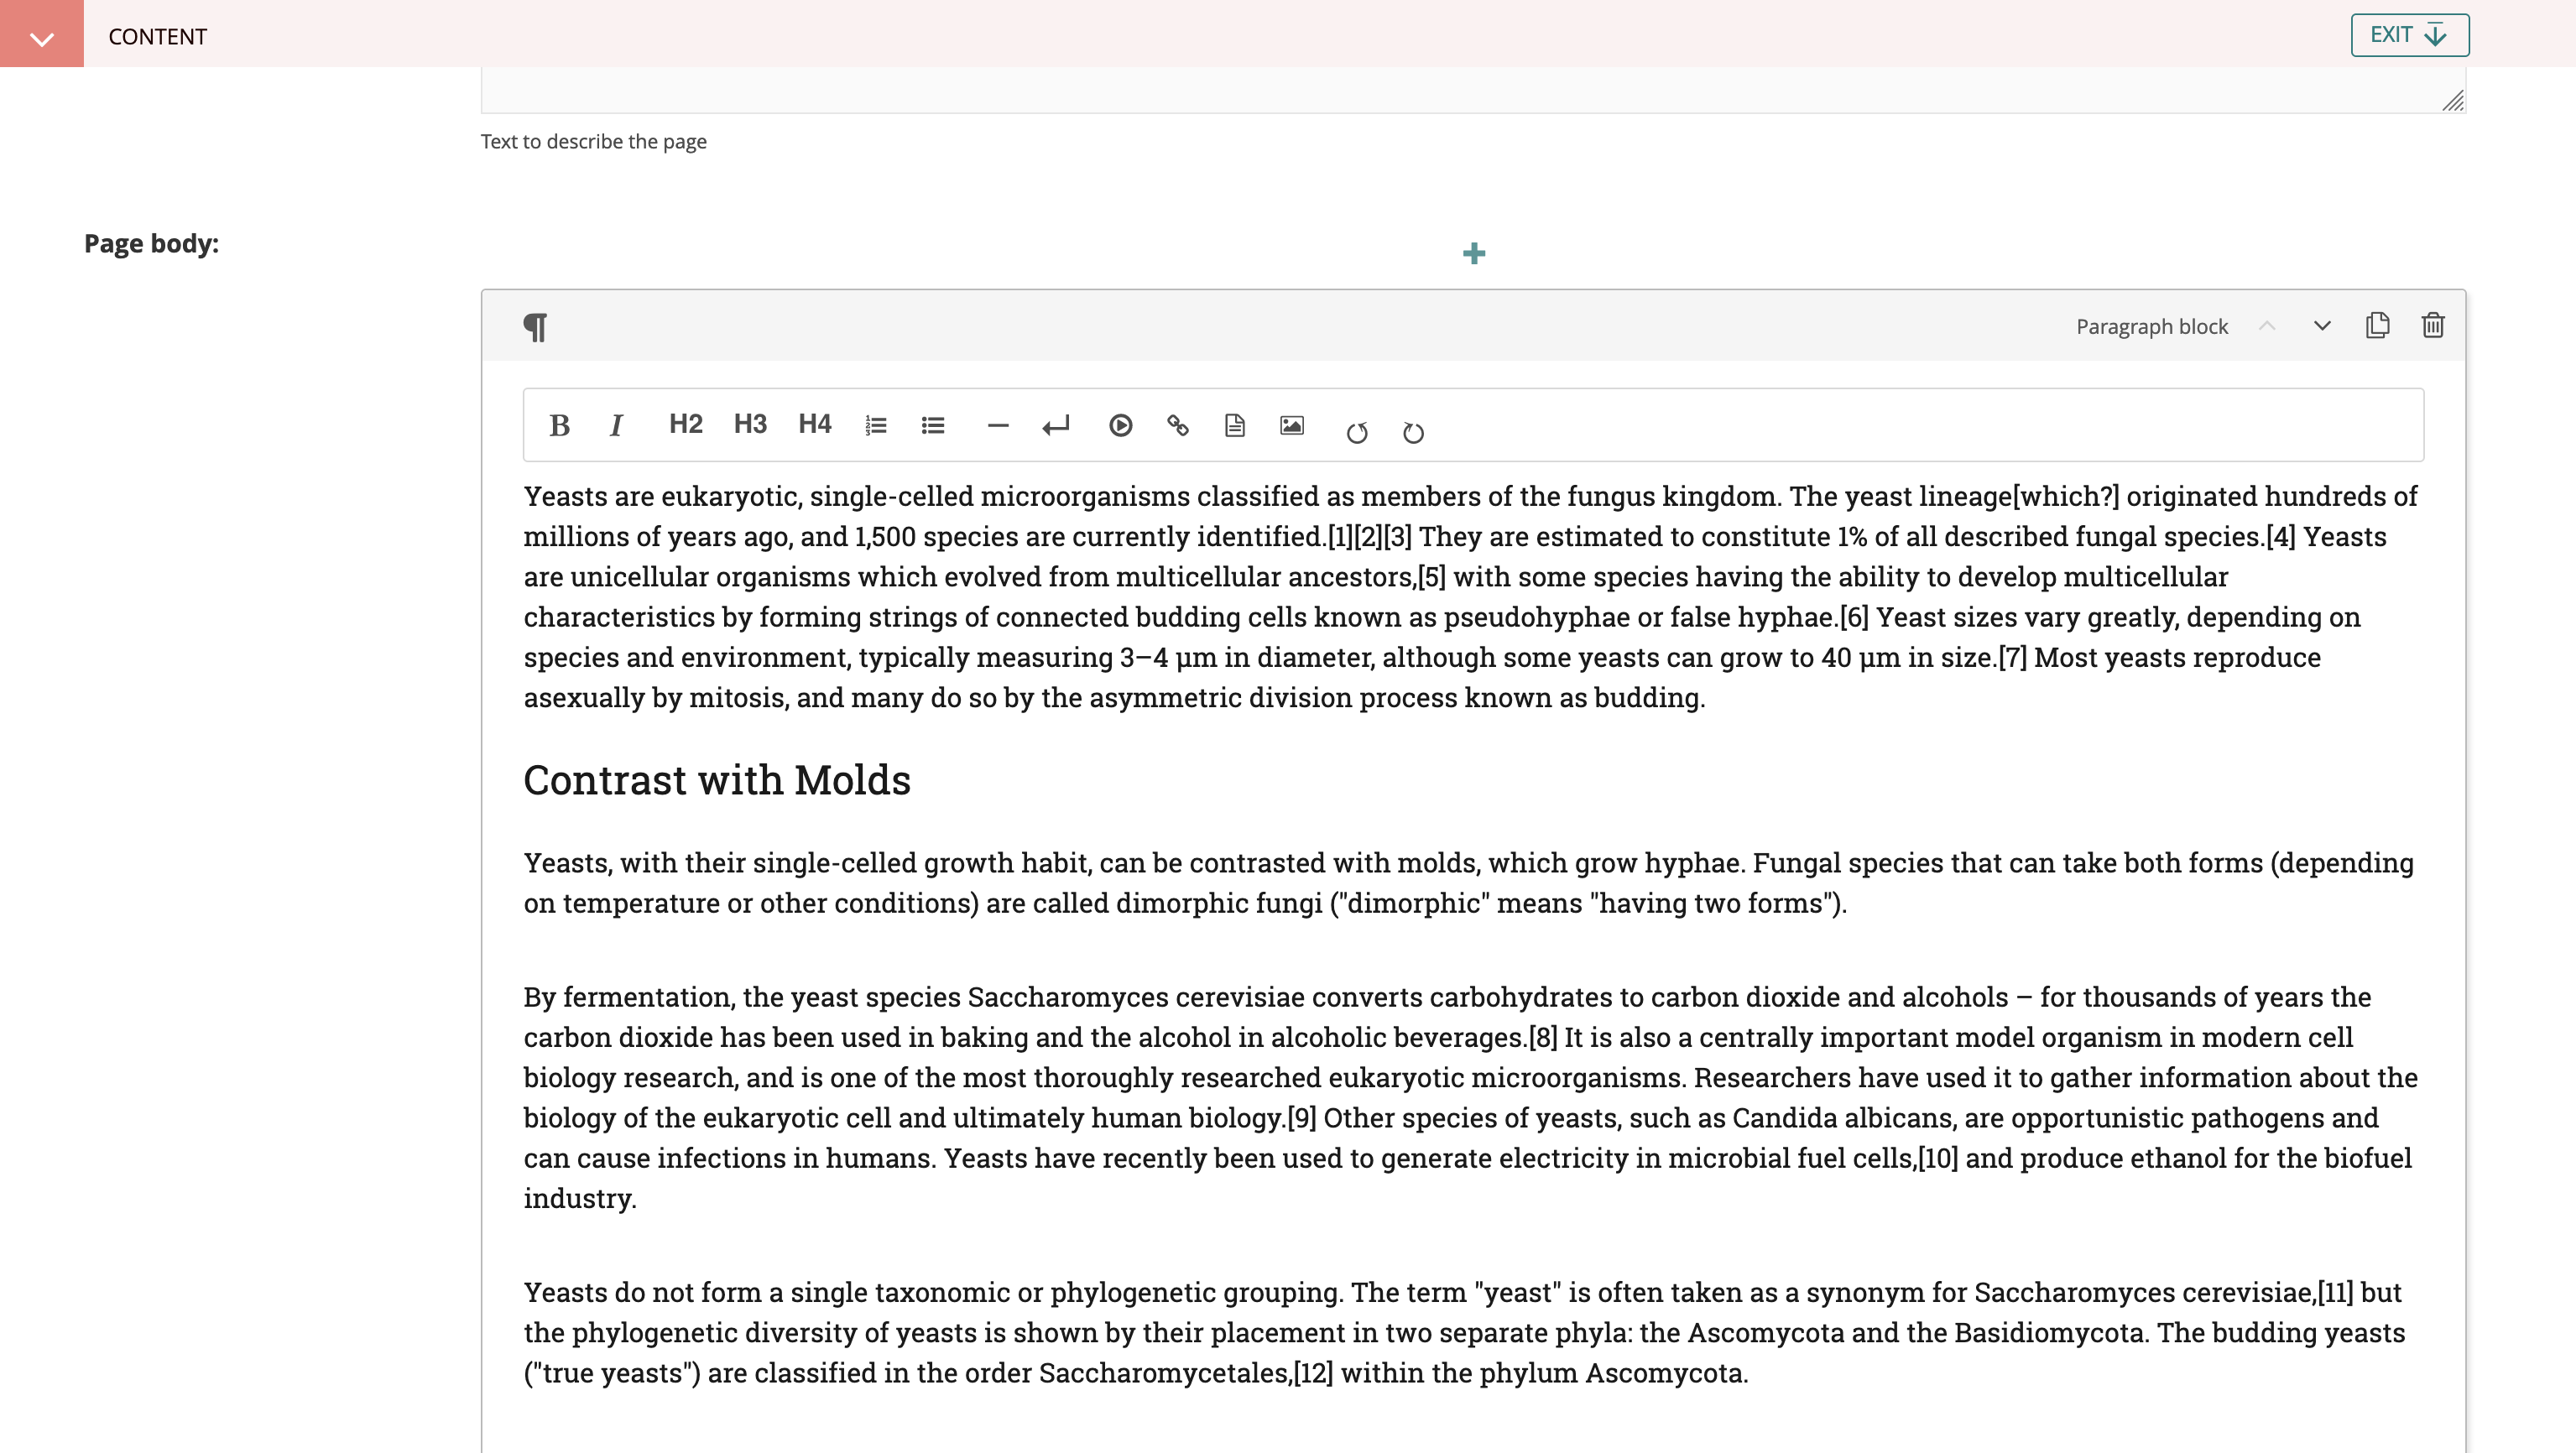 CONTENT
EXIT
Text to describe the page
Page body:
Paragraph block
B I H2 H3 H4
Yeasts are eukaryotic, single-celled microorganisms classified as members of the fungus kingdom. The yeast lineage[which?] originated hundreds of
millions of years ago, and 1,500 species are currently identified.[1][2][3] They are estimated to constitute 1% of all described fungal species.[4] Yeasts
are unicellular organisms which evolved from multicellular ancestors,[5] with some species having the ability to develop multicellular
characteristics by forming strings of connected budding cells known as pseudohyphae or false hyphae.[6] Yeast sizes vary greatly, depending on
species and environment, typically measuring 3–4 µm in diameter, although some yeasts can grow to 40 µm in size.[7] Most yeasts reproduce
asexually by mitosis, and many do so by the asymmetric division process known as budding.
Contrast with Molds
Yeasts, with their single-celled growth habit, can be contrasted with molds, which grow hyphae. Fungal species that can take both forms (depending
on temperature or other conditions) are called dimorphic fungi ("dimorphic" means "having two forms").
By fermentation, the yeast species Saccharomyces cerevisiae converts carbohydrates to carbon dioxide and alcohols – for thousands of years the
carbon dioxide has been used in baking and the alcohol in alcoholic beverages.[8] It is also a centrally important model organism in modern cell
biology research, and is one of the most thoroughly researched eukaryotic microorganisms. Researchers have used it to gather information about the
biology of the eukaryotic cell and ultimately human biology.[9] Other species of yeasts, such as Candida albicans, are opportunistic pathogens and
can cause infections in humans. Yeasts have recently been used to generate electricity in microbial fuel cells,[10] and produce ethanol for the biofuel
industry.
Yeasts do not form a single taxonomic or phylogenetic grouping. The term "yeast" is often taken as a synonym for Saccharomyces cerevisiae,[11] but
the phylogenetic diversity of yeasts is shown by their placement in two separate phyla: the Ascomycota and the Basidiomycota. The budding yeasts
("true yeasts") are classified in the order Saccharomycetales,[12] within the phylum Ascomycota.